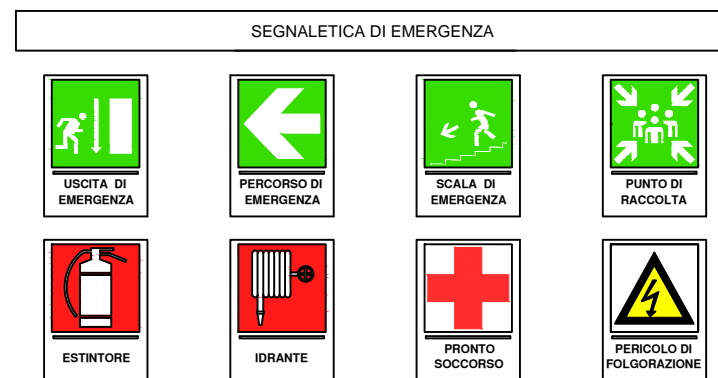 SEGNALETICA DI EMERGENZA
USCITA DI
EMERGENZA
PERCORSO DI
EMERGENZA
SCALA DI
EMERGENZA
PUNTO DI
RACCOLTA
ESTINTORE
IDRANTE
PRONTO
SOCCORSO
PERICOLO DI
FOLGORAZIONE